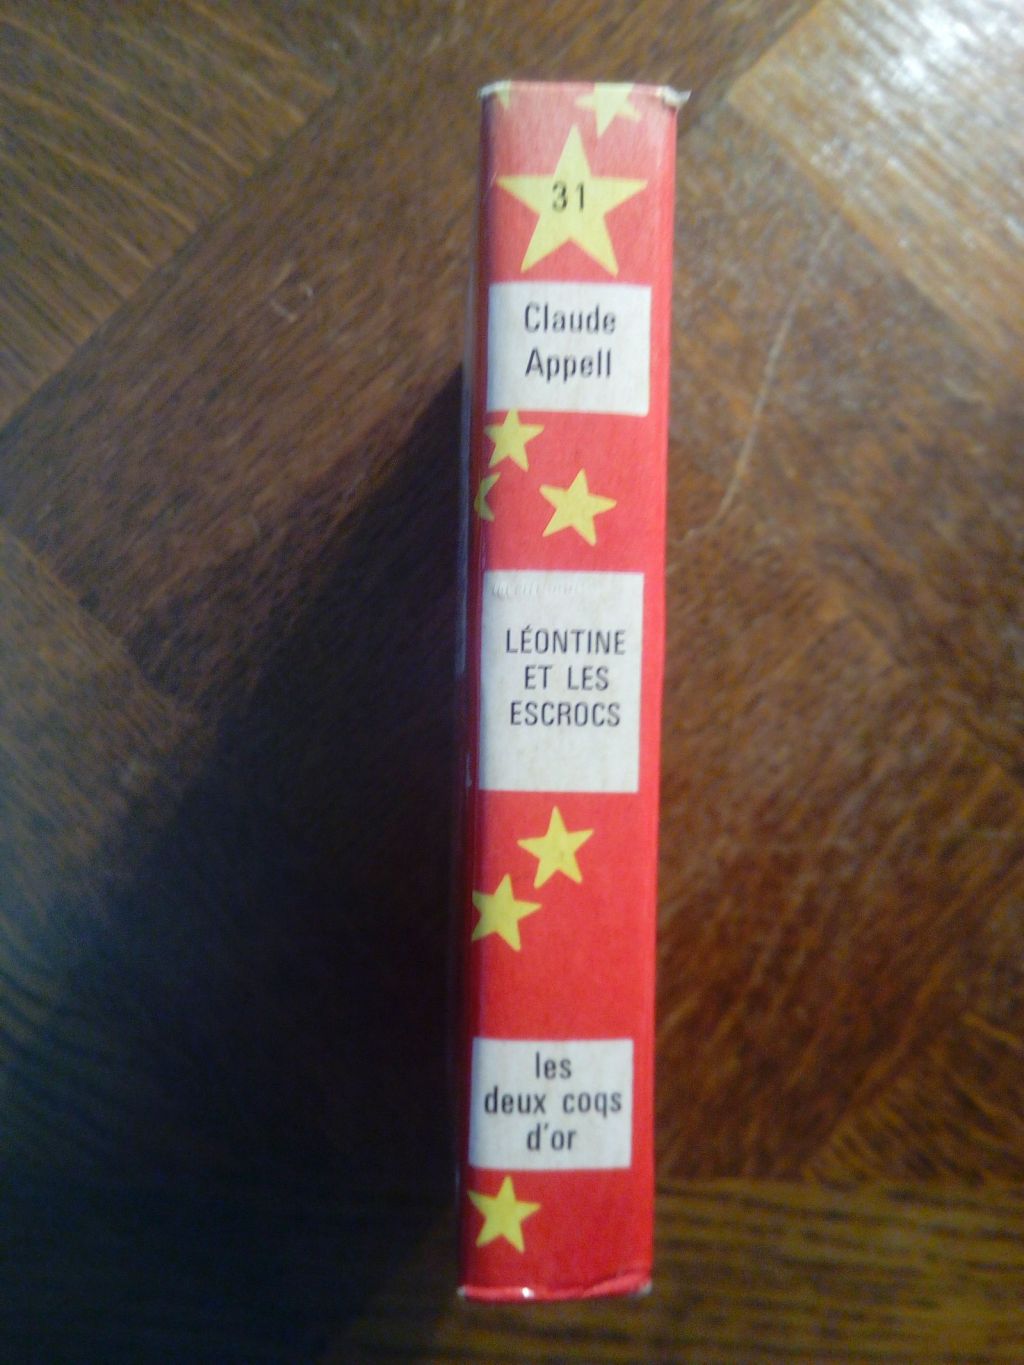 31
Claude
Appell
LÉONTINE
ET LES
ESCROCS
les
deux coqs
d'or